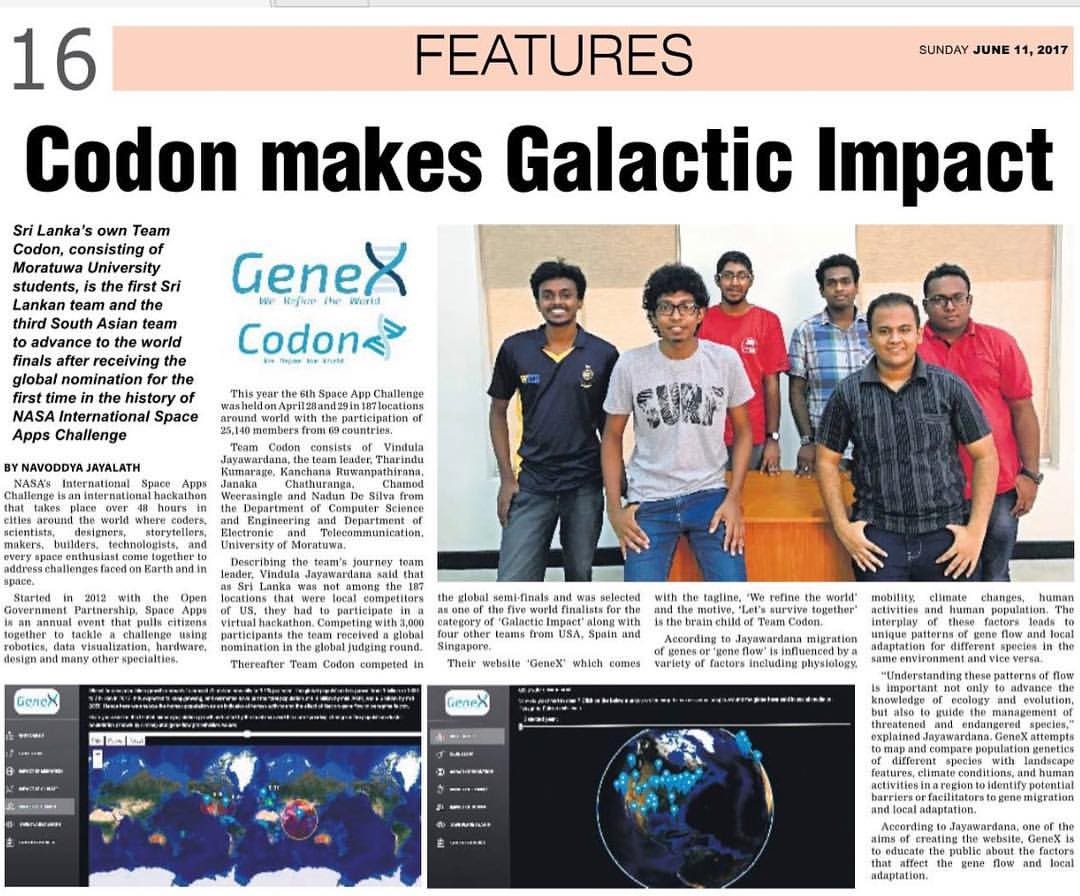 16
FEATURES
SUNDAY JUNE 11, 2017
Codon makes Galactic Impact
Sri Lanka's own Team
Codon, consisting of
Moratuwa University
students, is the first Sri
Lankan team and the
third South Asian team
to advance to the world
finals after receiving the
global nomination for the
first time in the history of
NASA International Space
Apps Challenge
BY NAVODDYA JAYALATH
NASA's International Space Apps
Challenge is an international hackathon
that takes place over 48 hours in
cities around the world where coders,
scientists, designers, storytellers,
makers, builders, technologists, and
every space enthusiast come together to
address challenges faced on Earth and in
space.
Started in 2012 with the Open
Government Partnership, Space Apps
is an annual event that pulls citizens
together to tackle a challenge using
robotics, data visualization, hardware,
design and many other specialties.
GeneX
We Refine the World
Codon
We Refine the World
This year the 6th Space App Challenge
was held on April 28 and 29 in 187 locations
around world with the participation of
25,140 members from 69 countries.
Team Codon consists of Vindula
Jayawardana, the team leader, Tharindu
Kumarage, Kanchana Ruwanpathirana,
Janaka Chathuranga, Chamod
Weerasingle and Nadun De Silva from
the Department of Computer Science
and Engineering and Department of
Electronic and Telecommunication,
University of Moratuwa.
Describing the team's journey team
leader, Vindula Jayawardana said that
as Sri Lanka was not among the 187
locations that were local competitors
of US, they had to participate in a
virtual hackathon. Competing with 3,000
participants the team received a global
nomination in the global judging round.
Thereafter Team Codon competed in
SURF
the global semi-finals and was selected
as one of the five world finalists for the
category of 'Galactic Impact' along with
four other teams from USA, Spain and
Singapore.
Their website 'GeneX' which comes
with the tagline, 'We refine the world'
and the motive, 'Let's survive together'
is the brain child of Team Codon.
According to Jayawardana migration
of genes or 'gene flow' is influenced by a
variety of factors including physiology,
mobility, climate changes, human
activities and human population. The
interplay of these factors leads to
unique patterns of gene flow and local
adaptation for different species in the
same environment and vice versa.
"Understanding these patterns of flow
is important not only to advance the
knowledge of ecology and evolution,
but also to guide the management of
threatened and endangered species,"
explained Jayawardana. GeneX attempts
to map and compare population genetics
of different species with landscape
features, climate conditions, and human
activities in a region to identify potential
barriers or facilitators to gene migration
and local adaptation.
According to Jayawardana, one of the
aims of creating the website, GeneX is
to educate the public about the factors
that affect the gene flow and local
adaptation.
GeneX
GeneX